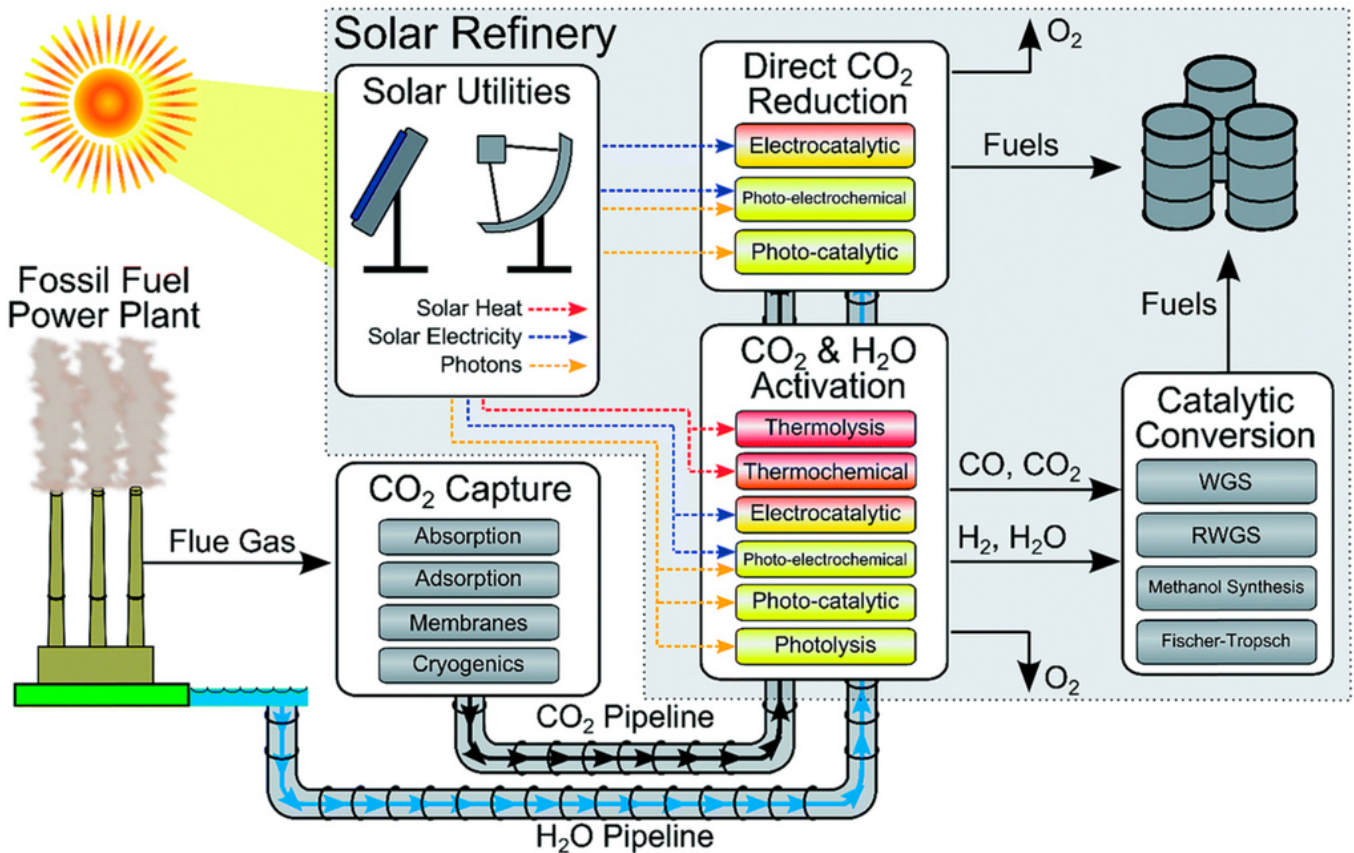 Solar Refinery
Solar Utilities
Solar Heat
Solar Electricity
Photons
Direct CO₂
Reduction
Electrocatalytic
Photo-electrochemical
Photo-catalytic
O₂
Fuels
Fossil Fuel
Power Plant
Flue Gas
CO₂ Capture
Absorption
Adsorption
Membranes
Cryogenics
CO₂ & H₂O
Activation
Thermolysis
Thermochemical
Electrocatalytic
Photo-electrochemical
Photo-catalytic
Photolysis
CO, CO₂
H₂, H₂O
O₂
Fuels
Catalytic
Conversion
WGS
RWGS
Methanol Synthesis
Fischer-Tropsch
CO₂ Pipeline
H₂O Pipeline